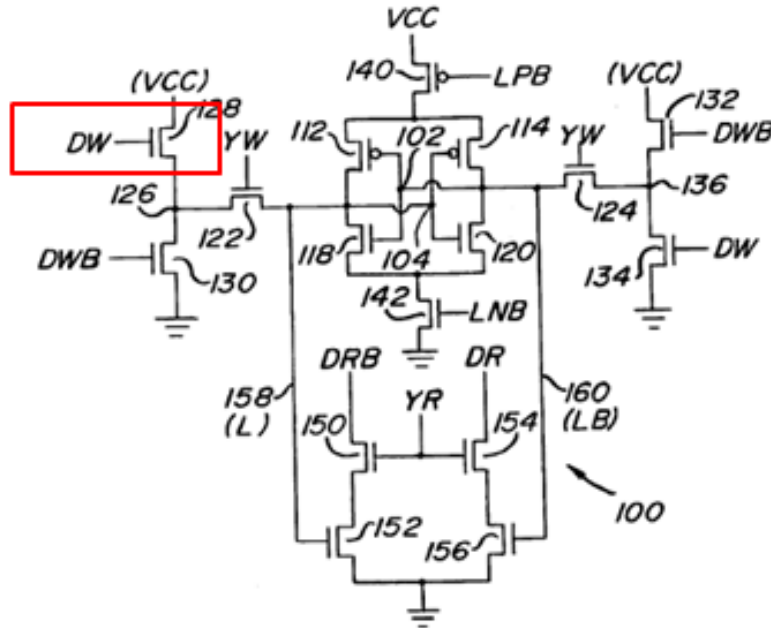 VCC
(VCC) 140 LPB (VCC)
128 132
DW YW 112 102 114 YW DWB
126 136
122 124
DWB 118 104 120 134 DW
130
142 LNB
DRB DR
158 YR 160
(L) 150 154 (LB)
100
152 156